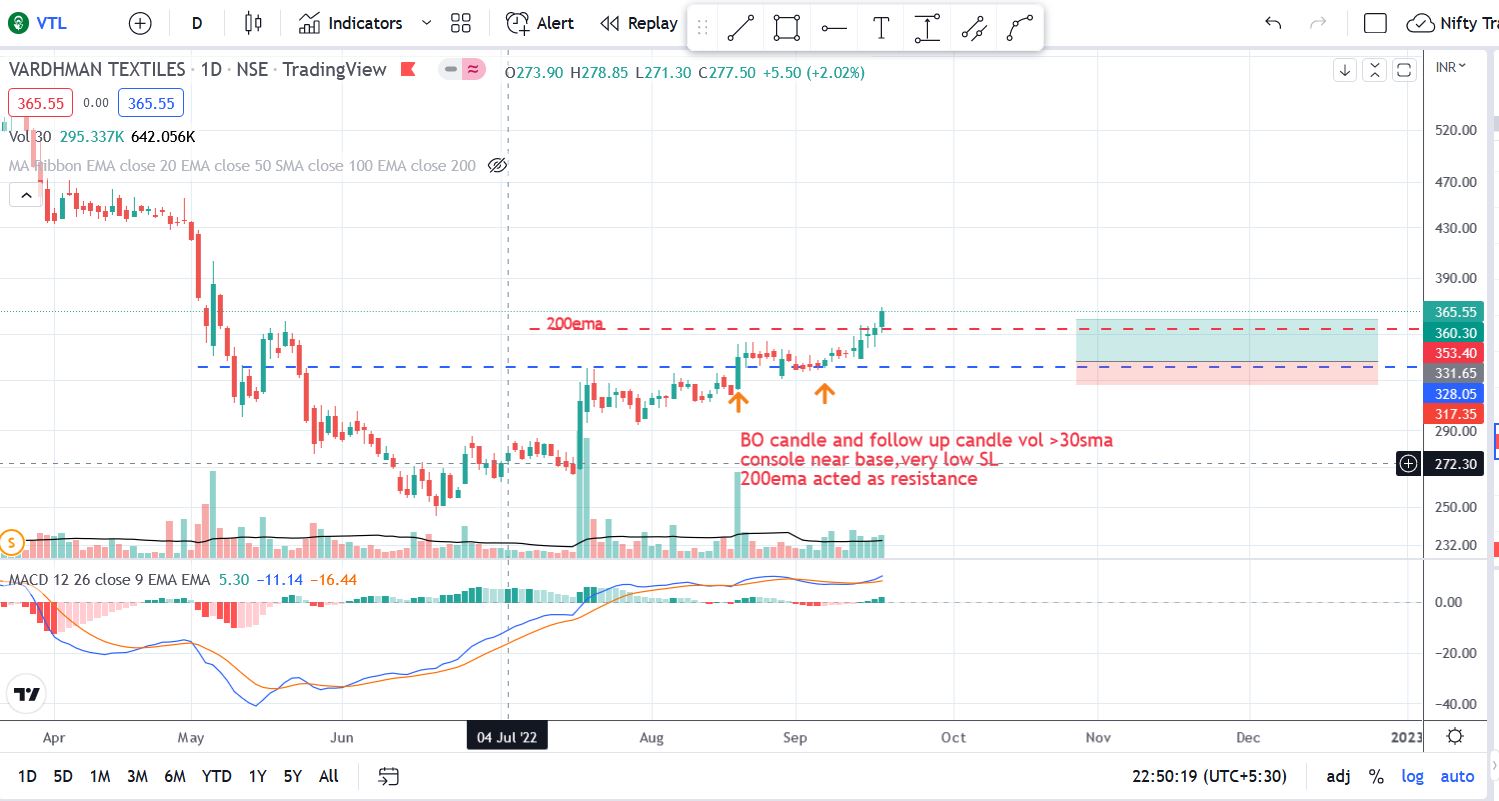 VTL D Indicators Alert Replay T Nifty Tra
VARDHMAN TEXTILES · 1D · NSE · TradingView O273.90 H278.85 L271.30 C277.50 +5.50 (+2.02%) INR
365.55 0.00 365.55
Vol 30 295.337K 642.056K
MA Ribbon EMA close 20 EMA close 50 SMA close 100 EMA close 200
520.00
470.00
430.00
390.00
365.55
200ema
360.30
353.40
331.65
328.05
317.35
290.00
BO candle and follow up candle vol >30sma
console near base,very low SL
200ema acted as resistance
272.30
250.00
S
232.00
MACD 12 26 close 9 EMA EMA 5.30 −11.14 −16.44
0.00
−20.00
−40.00
Apr May Jun 04 Jul '22 Aug Sep Oct Nov Dec 2023
1D 5D 1M 3M 6M YTD 1Y 5Y All 22:50:19 (UTC+5:30) adj % log auto